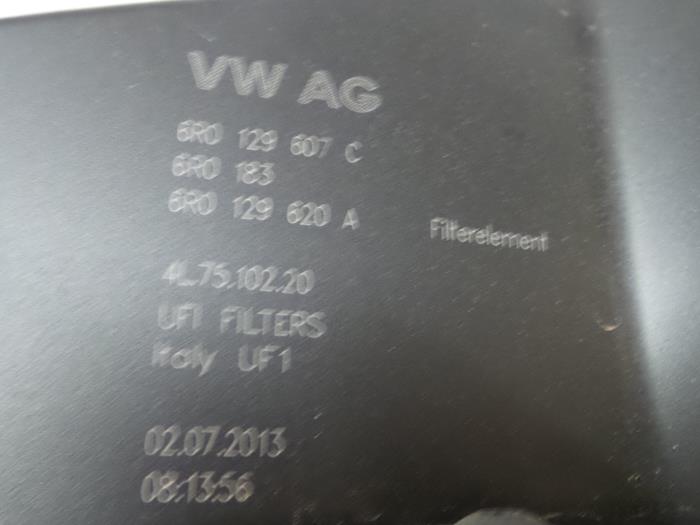 VW AG
6R0 129 607 C
6R0 183
6R0 129 620 A Filterelement
4L.75.102.20
UFI FILTERS
Italy UF1
02.07.2013
08:13:56